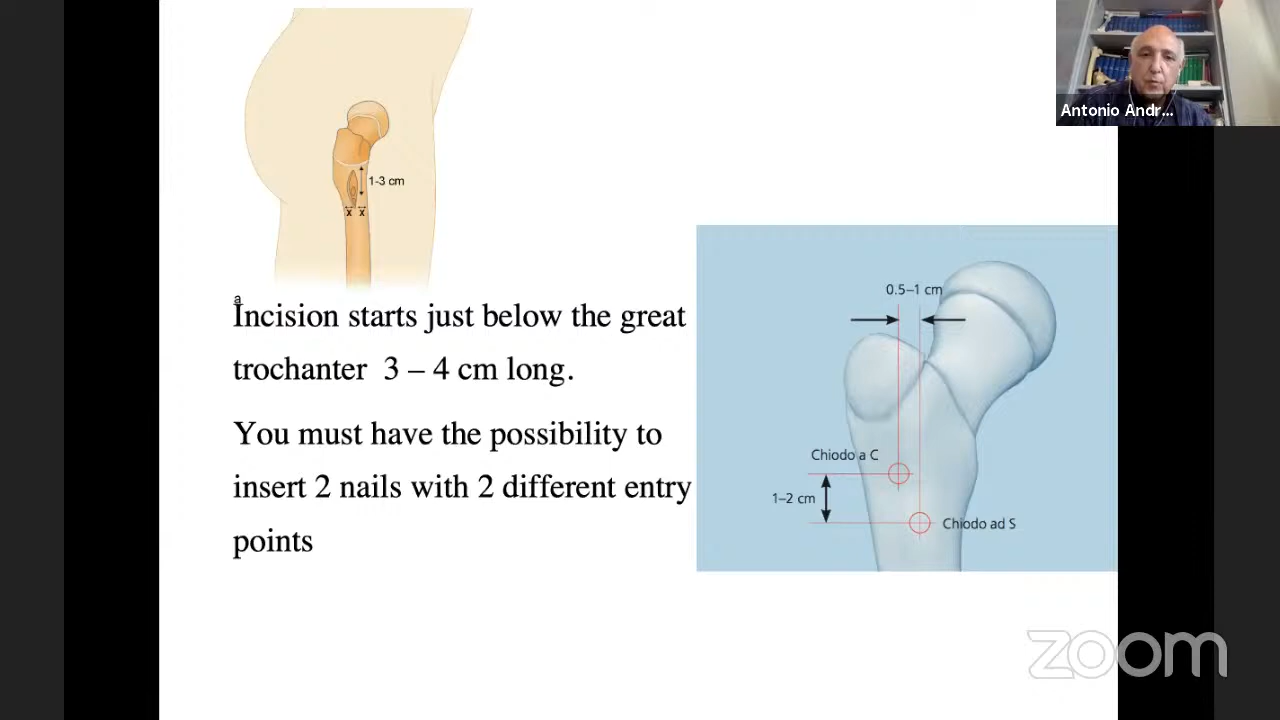 Antonio Andr...
1-3 cm
x x
a
Incision starts just below the great
trochanter 3 – 4 cm long.
You must have the possibility to
insert 2 nails with 2 different entry
points
0.5–1 cm
Chiodo a C
1–2 cm
Chiodo ad S
zoom